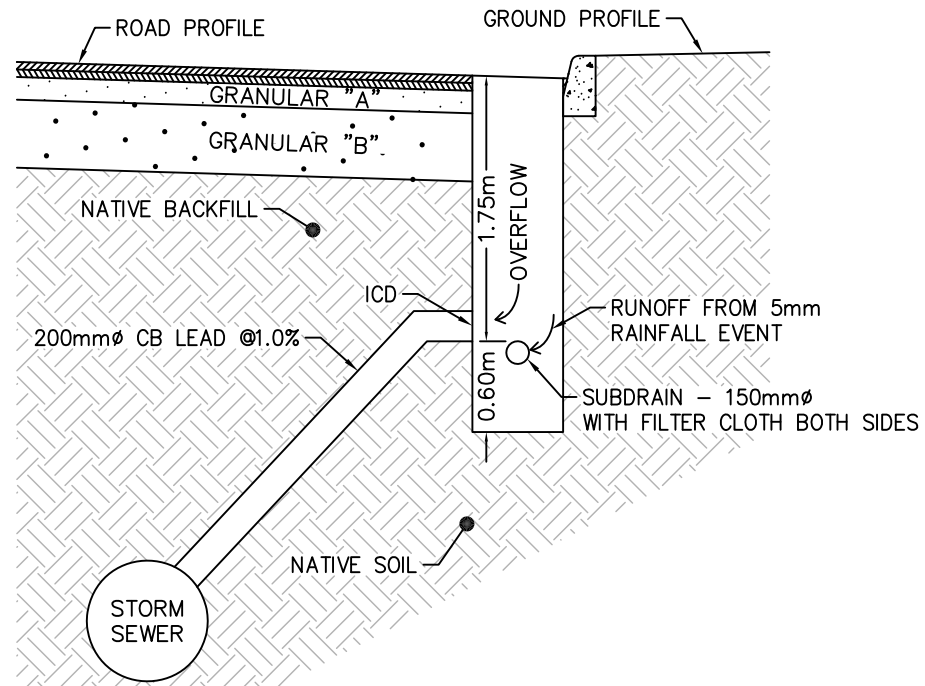 ROAD PROFILE
GROUND PROFILE
GRANULAR "A"
GRANULAR "B"
NATIVE BACKFILL
1.75m
OVERFLOW
ICD
RUNOFF FROM 5mm
RAINFALL EVENT
200mmø CB LEAD @1.0%
0.60m
SUBDRAIN – 150mmø
WITH FILTER CLOTH BOTH SIDES
NATIVE SOIL
STORM
SEWER